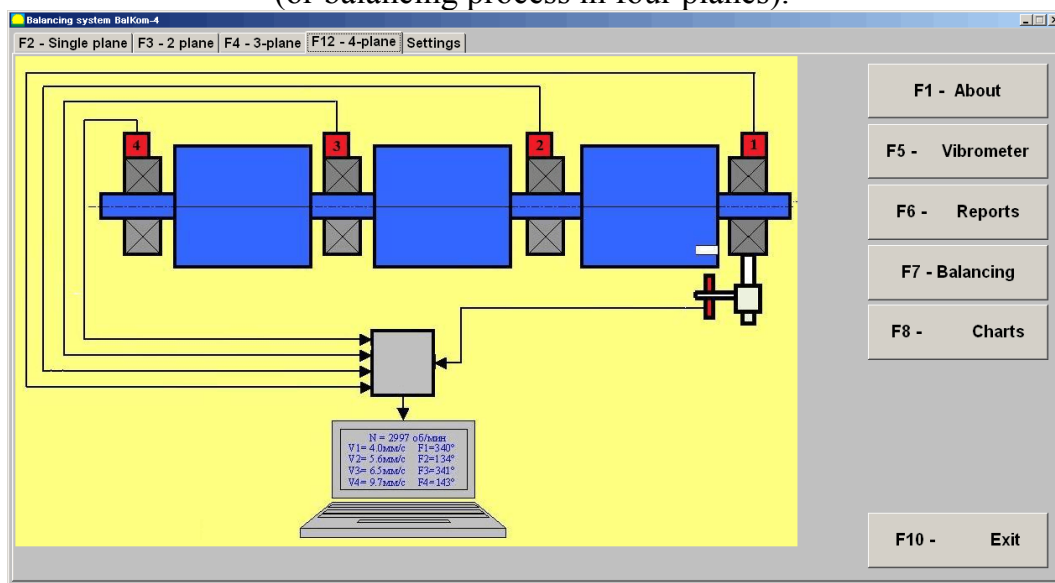 (or balancing process in four planes).
Balancing system BalKom-4
F2 - Single plane F3 - 2 plane F4 - 3-plane F12 - 4-plane Settings
4 3 2 1
F1 - About
F5 - Vibrometer
F6 - Reports
F7 - Balancing
F8 - Charts
N = 2997 об/мин
V1= 4.0мм/с F1=340°
V2= 5.6мм/с F2=134°
V3= 6.5мм/с F3=341°
V4= 9.7мм/с F4=143°
F10 - Exit